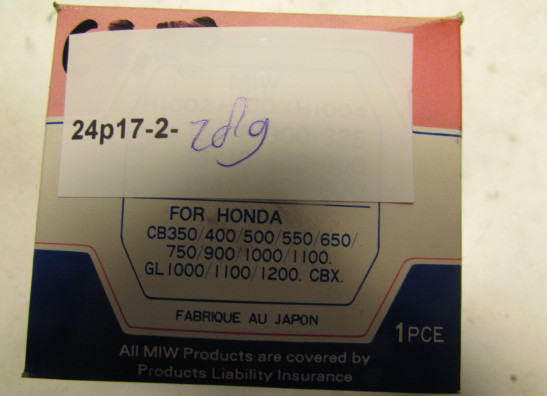 24p17-2-
FOR HONDA
CB350/400/500/550/650/
750/900/1000/1100.
GL1000/1100/1200. CBX.
FABRIQUE AU JAPON
1PCE
All MIW Products are covered by
Products Liability Insurance